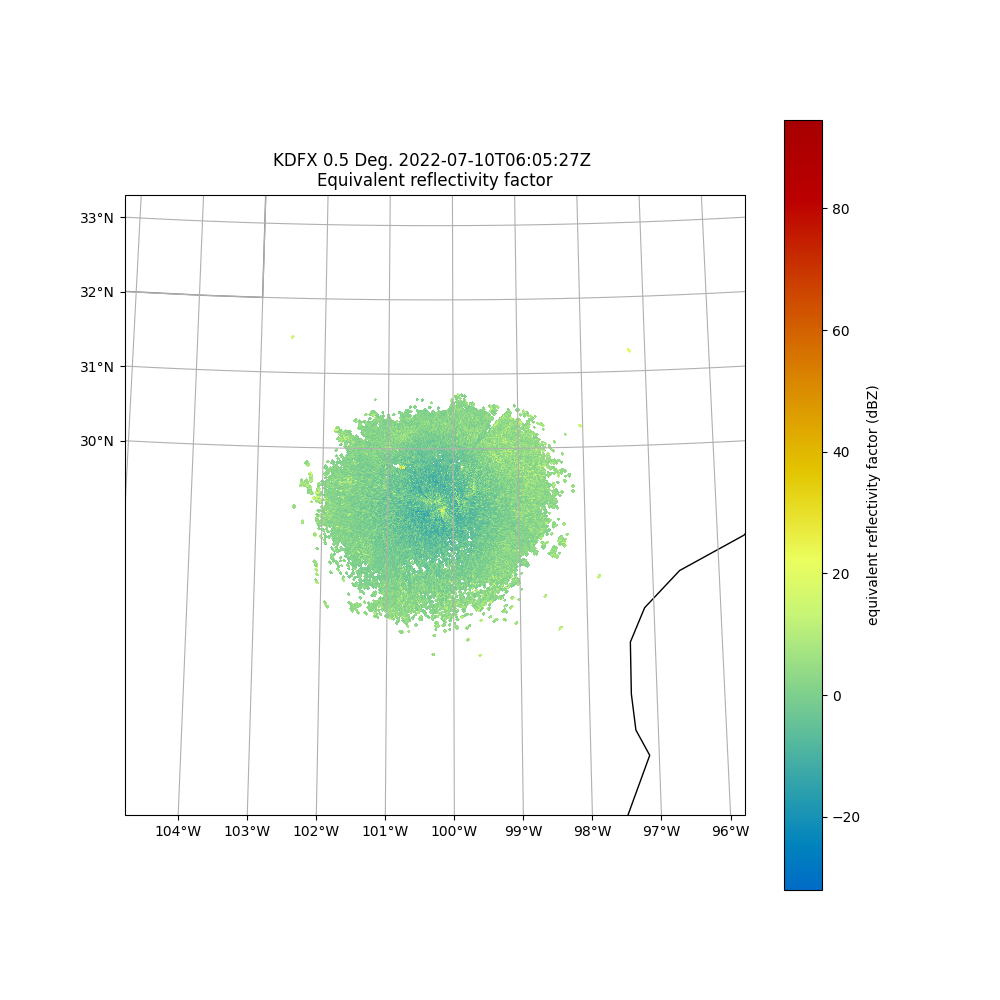 KDFX 0.5 Deg. 2022-07-10T06:05:27Z
Equivalent reflectivity factor
33°N
32°N
31°N
30°N
104°W 103°W 102°W 101°W 100°W 99°W 98°W 97°W 96°W
80
60
40
20
0
−20
equivalent reflectivity factor (dBZ)